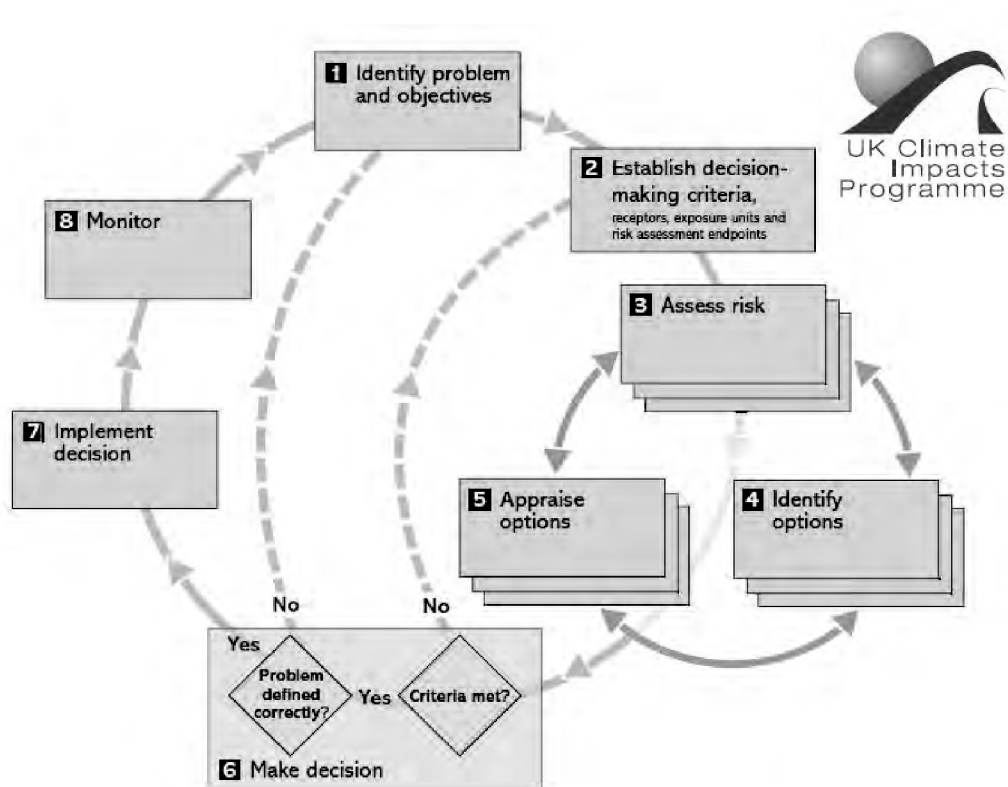 1 Identify problem
and objectives
UK Climate
Impacts
Programme
2 Establish decision-
making criteria,
receptors, exposure units and
risk assessment endpoints
8 Monitor
3 Assess risk
7 Implement
decision
5 Appraise
options
4 Identify
options
No
No
Yes
Problem
defined
correctly?
Yes
Criteria met?
6 Make decision